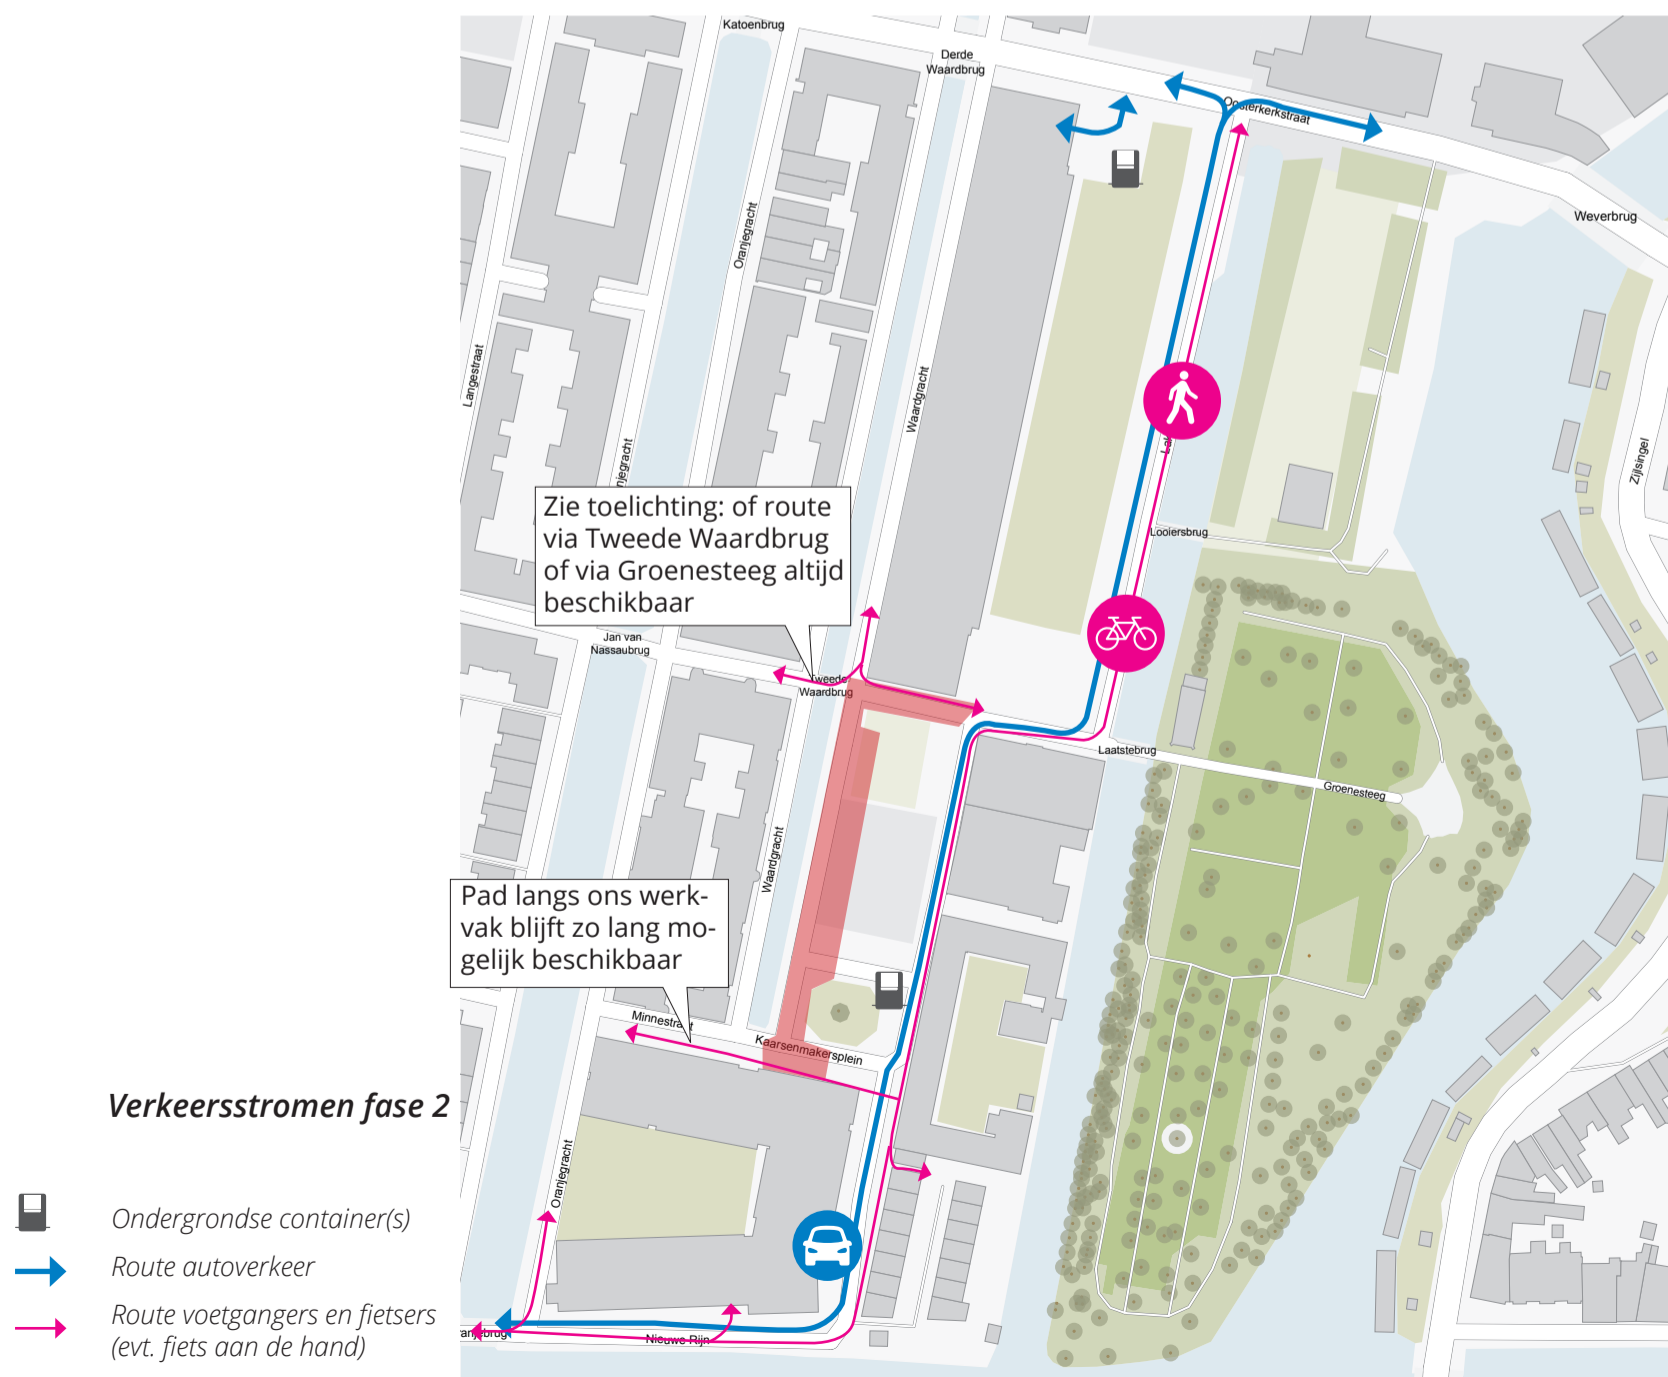 Katoenbrug
Derde
Waardbrug
Oosterkerkstraat
Weverbrug
Oranjegracht
Langestraat
Waardgracht
Zijlsingel
Zie toelichting: of route
via Tweede Waardbrug
of via Groenesteeg altijd
beschikbaar
Looiersbrug
Jan van
Nassaubrug
Tweede
Waardbrug
Laatstebrug
Groenesteeg
Waardgracht
Pad langs ons werk-
vak blijft zo lang mo-
gelijk beschikbaar
Minnestraat
Kaarsenmakersplein
Verkeersstromen fase 2
Oranjegracht
Ondergrondse container(s)
Route autoverkeer
Route voetgangers en fietsers
(evt. fiets aan de hand)
Nieuwe Rijn